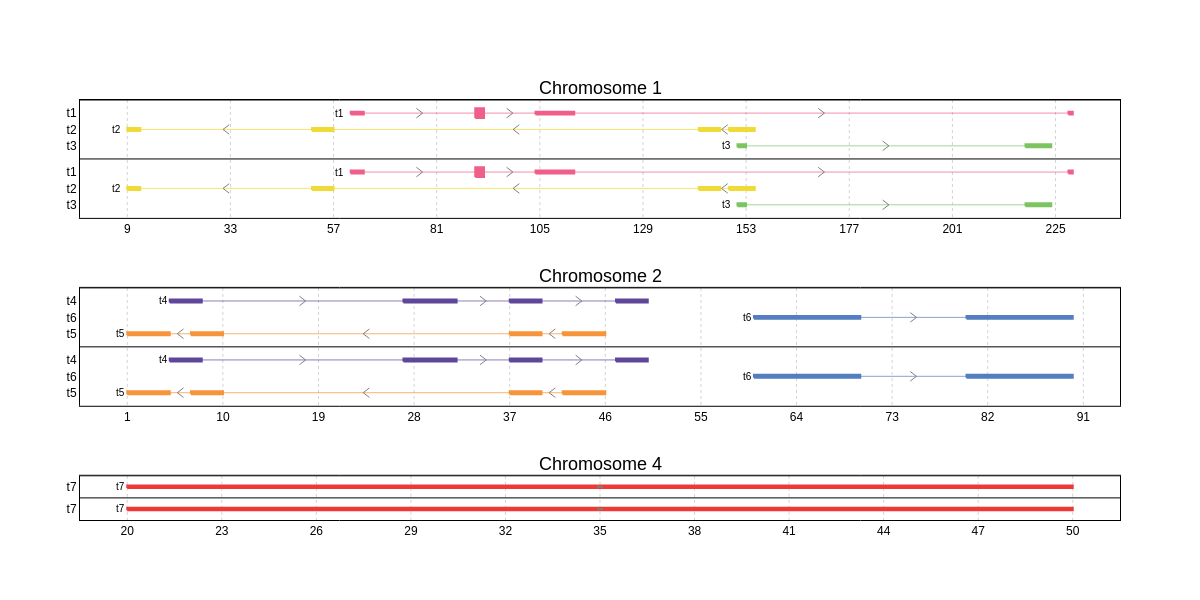 Chromosome 1
t1 t1
t2 t2
t3 t3
t1 t1
t2 t2
t3 t3
9 33 57 81 105 129 153 177 201 225
Chromosome 2
t4 t4
t6 t6
t5 t5
t4 t4
t6 t6
t5 t5
1 10 19 28 37 46 55 64 73 82 91
Chromosome 4
t7 t7
t7 t7
20 23 26 29 32 35 38 41 44 47 50